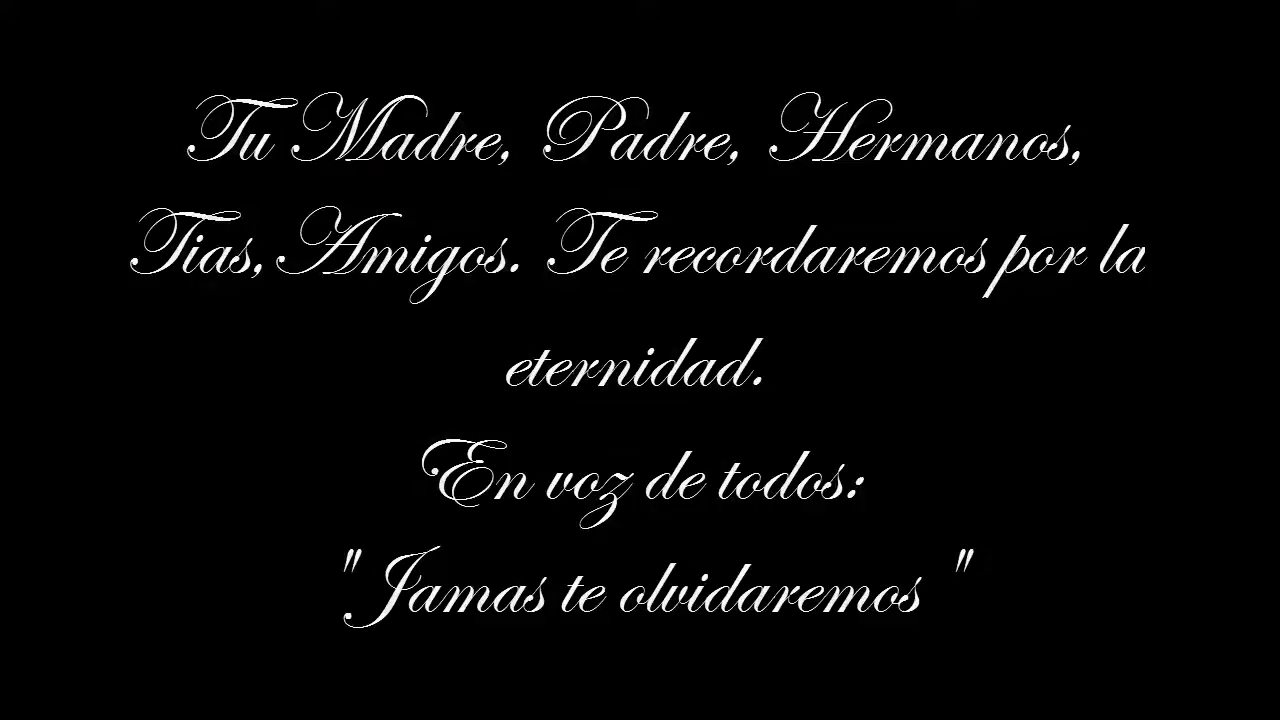 Tu Madre, Padre, Hermanos,
Tias, Amigos. Te recordaremos por la
eternidad.
En voz de todos:
" Jamas te olvidaremos "